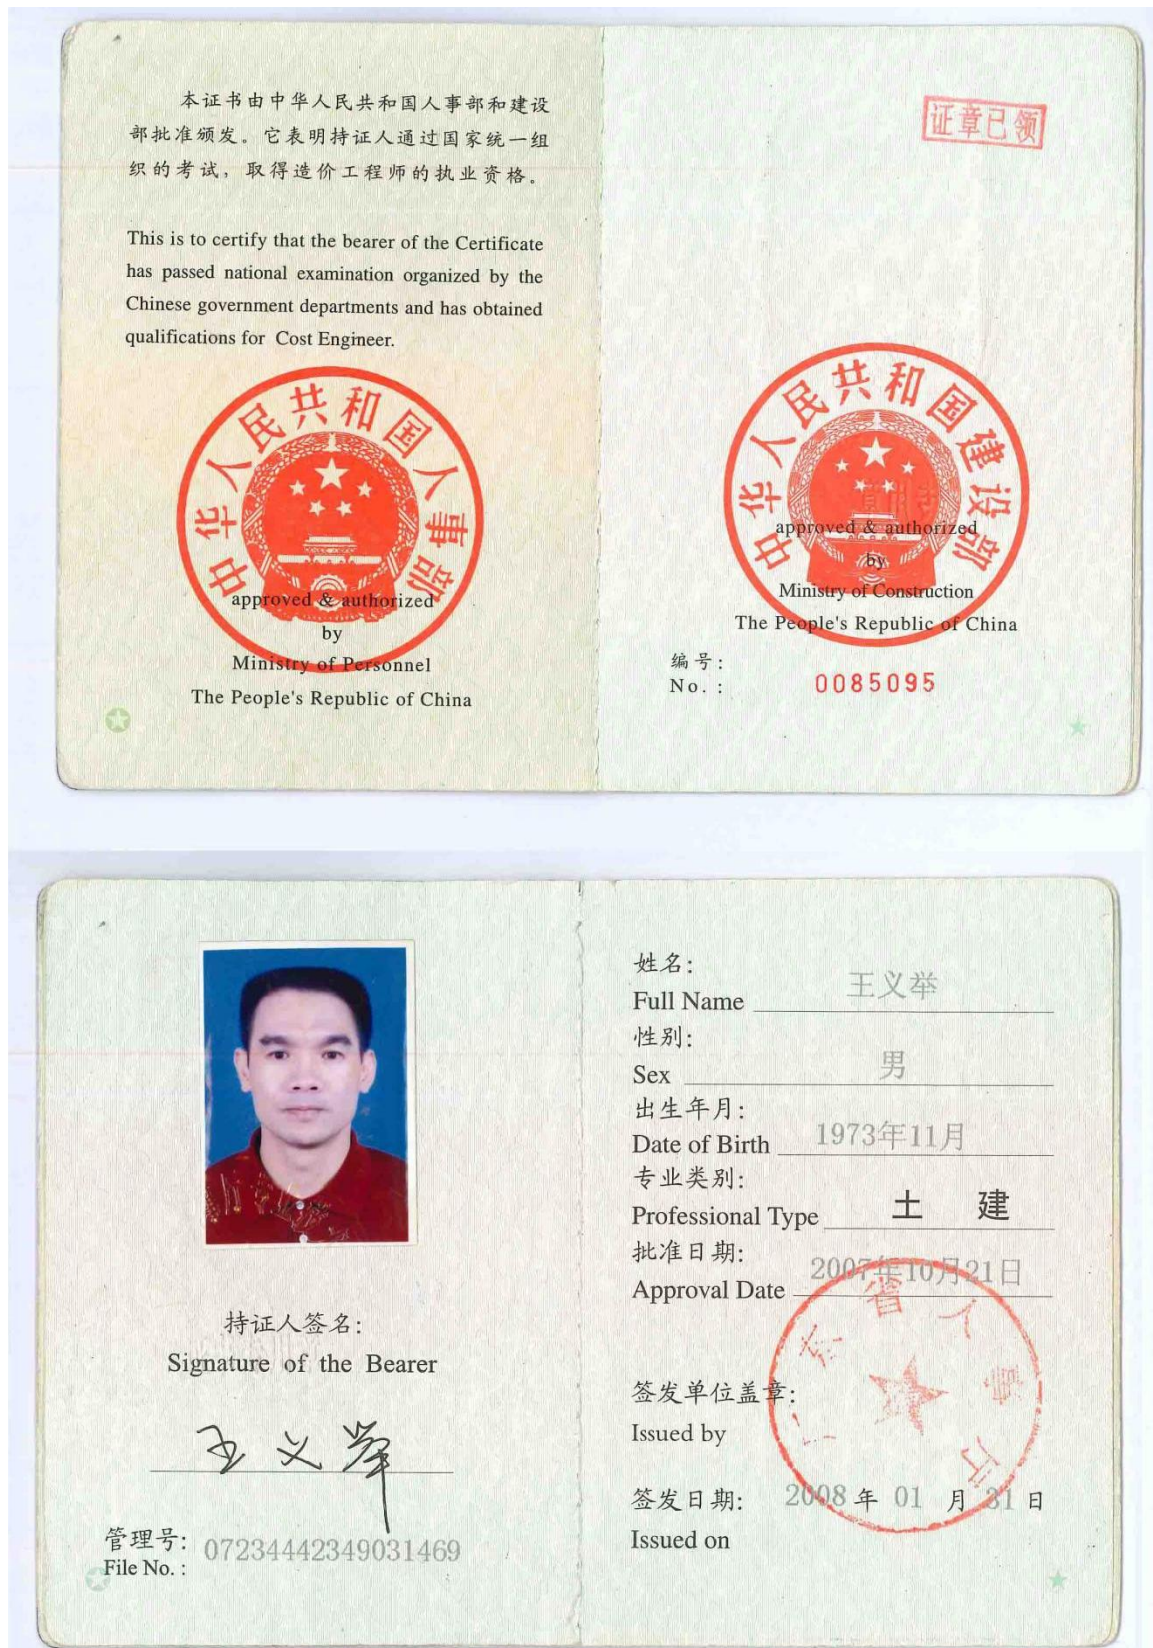 本证书由中华人民共和国人事部和建设
部批准颁发。它表明持证人通过国家统一组
织的考试，取得造价工程师的执业资格。
This is to certify that the bearer of the Certificate
has passed national examination organized by the
Chinese government departments and has obtained
qualifications for Cost Engineer.
中华人民共和国人事部
approved & authorized
by
Ministry of Personnel
The People's Republic of China
证章已领
中华人民共和国建设部
approved & authorized
by
Ministry of Construction
The People's Republic of China
编号:
No.: 0085095
持证人签名:
Signature of the Bearer
王义举
管理号:
File No.: 07234442349031469
姓名:
Full Name 王义举
性别:
Sex 男
出生年月:
Date of Birth 1973年11月
专业类别:
Professional Type 土 建
批准日期:
Approval Date 2007年10月21日
广东省人事厅
签发单位盖章:
Issued by
签发日期: 2008年 01 月 31 日
Issued on